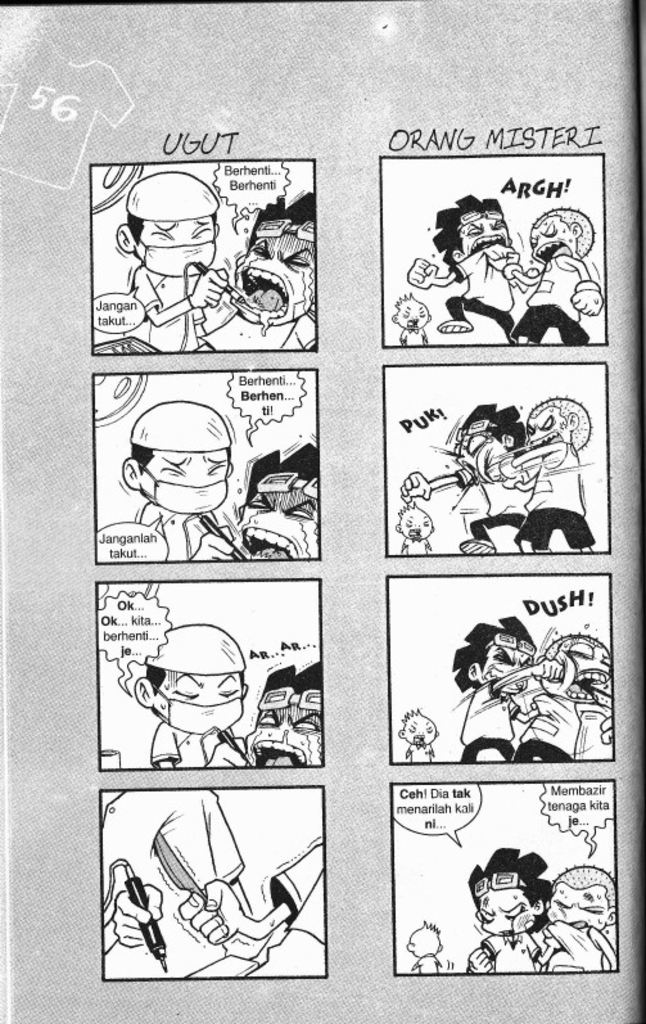 56
UGUT
Berhenti...
Berhenti
...
Jangan
takut...
Berhenti...
Berhen...
ti!
Janganlah
takut...
Ok...
Ok... kita...
berhenti...
je...
AR...AR...
ORANG MISTERI
ARGH!
PUK!
DUSH!
Ceh! Dia tak
menarilah kali
ni...
Membazir
tenaga kita
je...